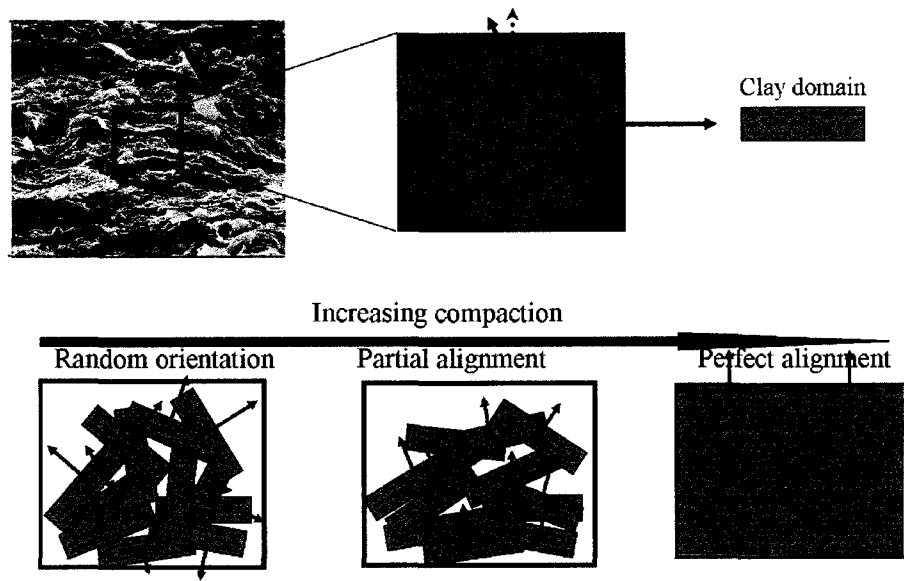 Clay domain
Increasing compaction
Random orientation
Partial alignment
Perfect alignment